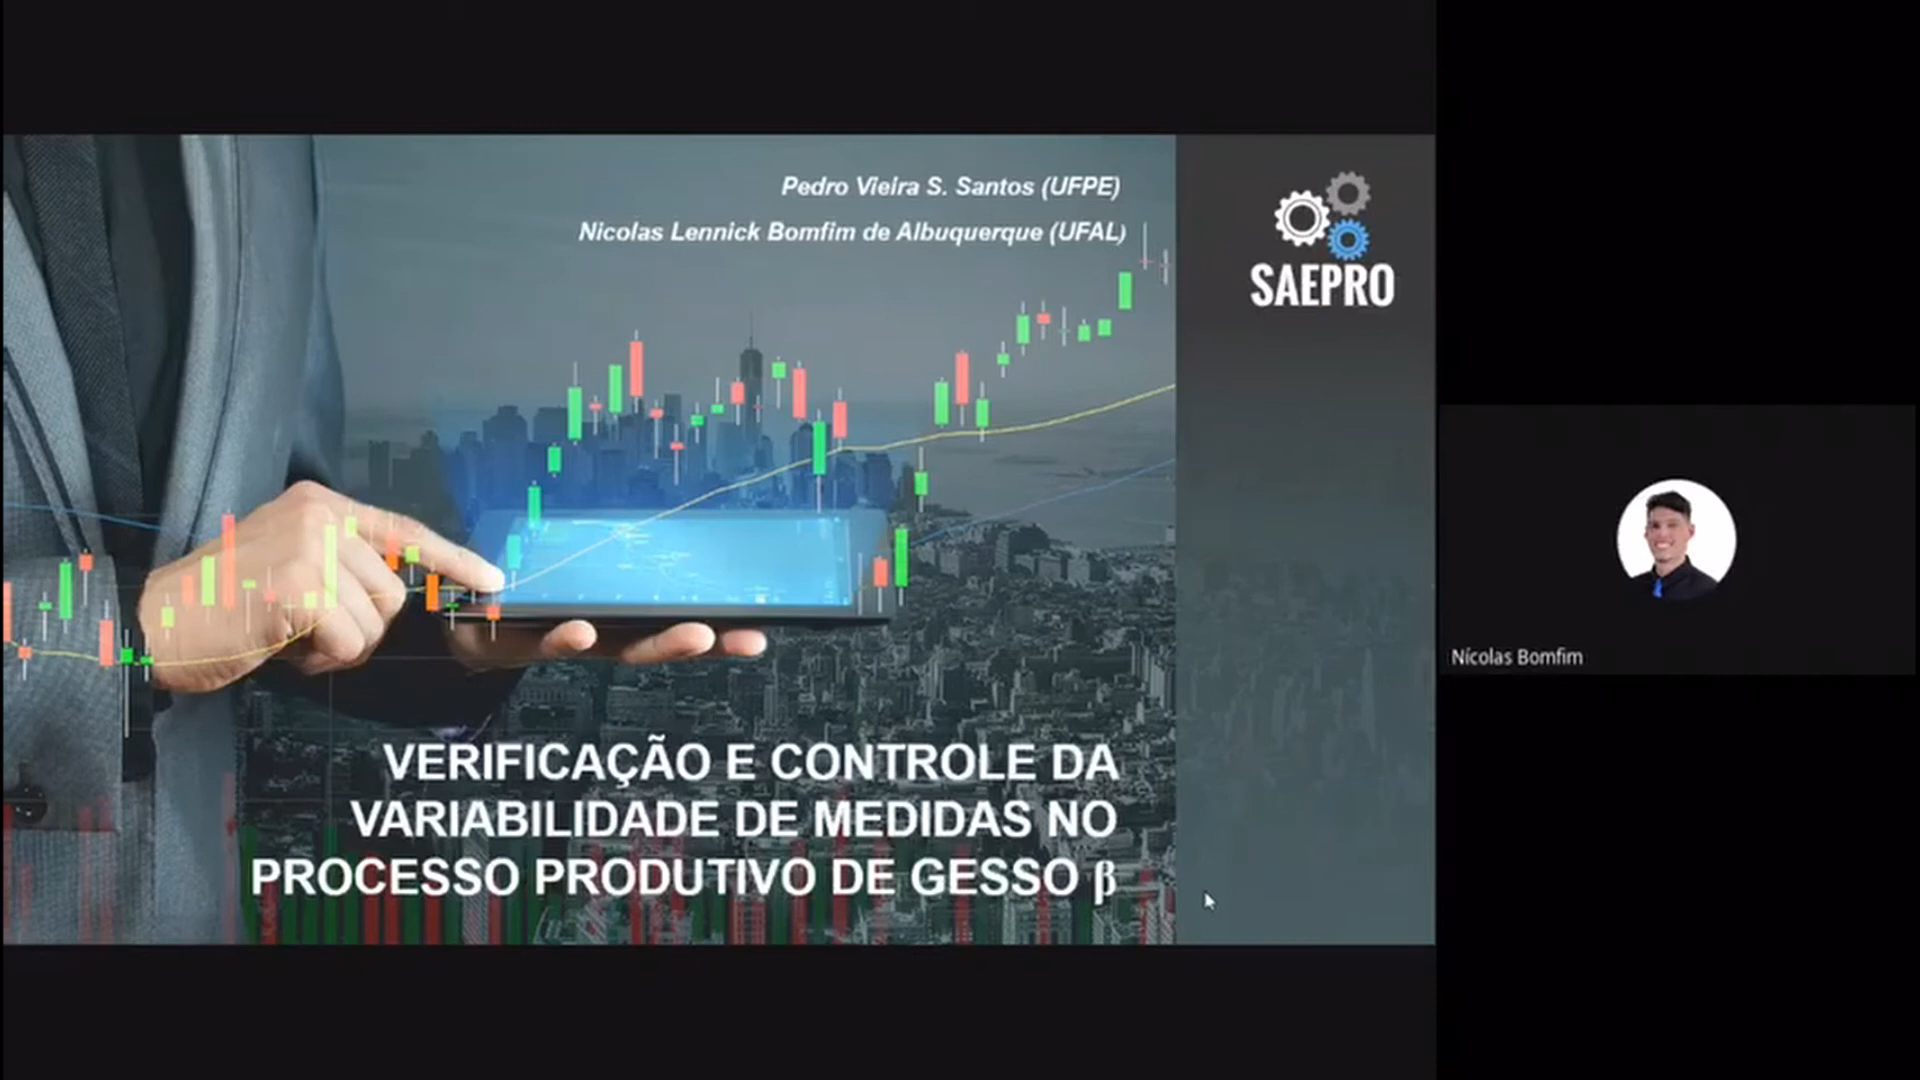 Pedro Vieira S. Santos (UFPE)
Nicolas Lennick Bomfim de Albuquerque (UFAL)
SAEPRO
Nícolas Bomfim
VERIFICAÇÃO E CONTROLE DA
VARIABILIDADE DE MEDIDAS NO
PROCESSO PRODUTIVO DE GESSO β